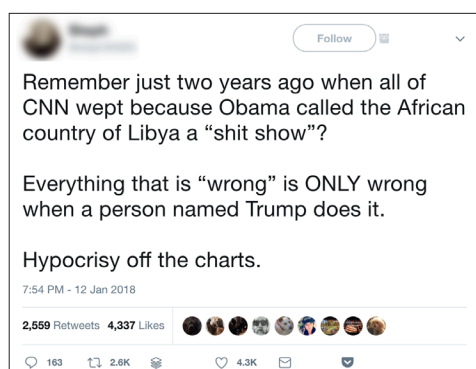 Follow
Remember just two years ago when all of
CNN wept because Obama called the African
country of Libya a “shit show”?
Everything that is “wrong” is ONLY wrong
when a person named Trump does it.
Hypocrisy off the charts.
7:54 PM - 12 Jan 2018
2,559 Retweets 4,337 Likes
163 2.6K 4.3K